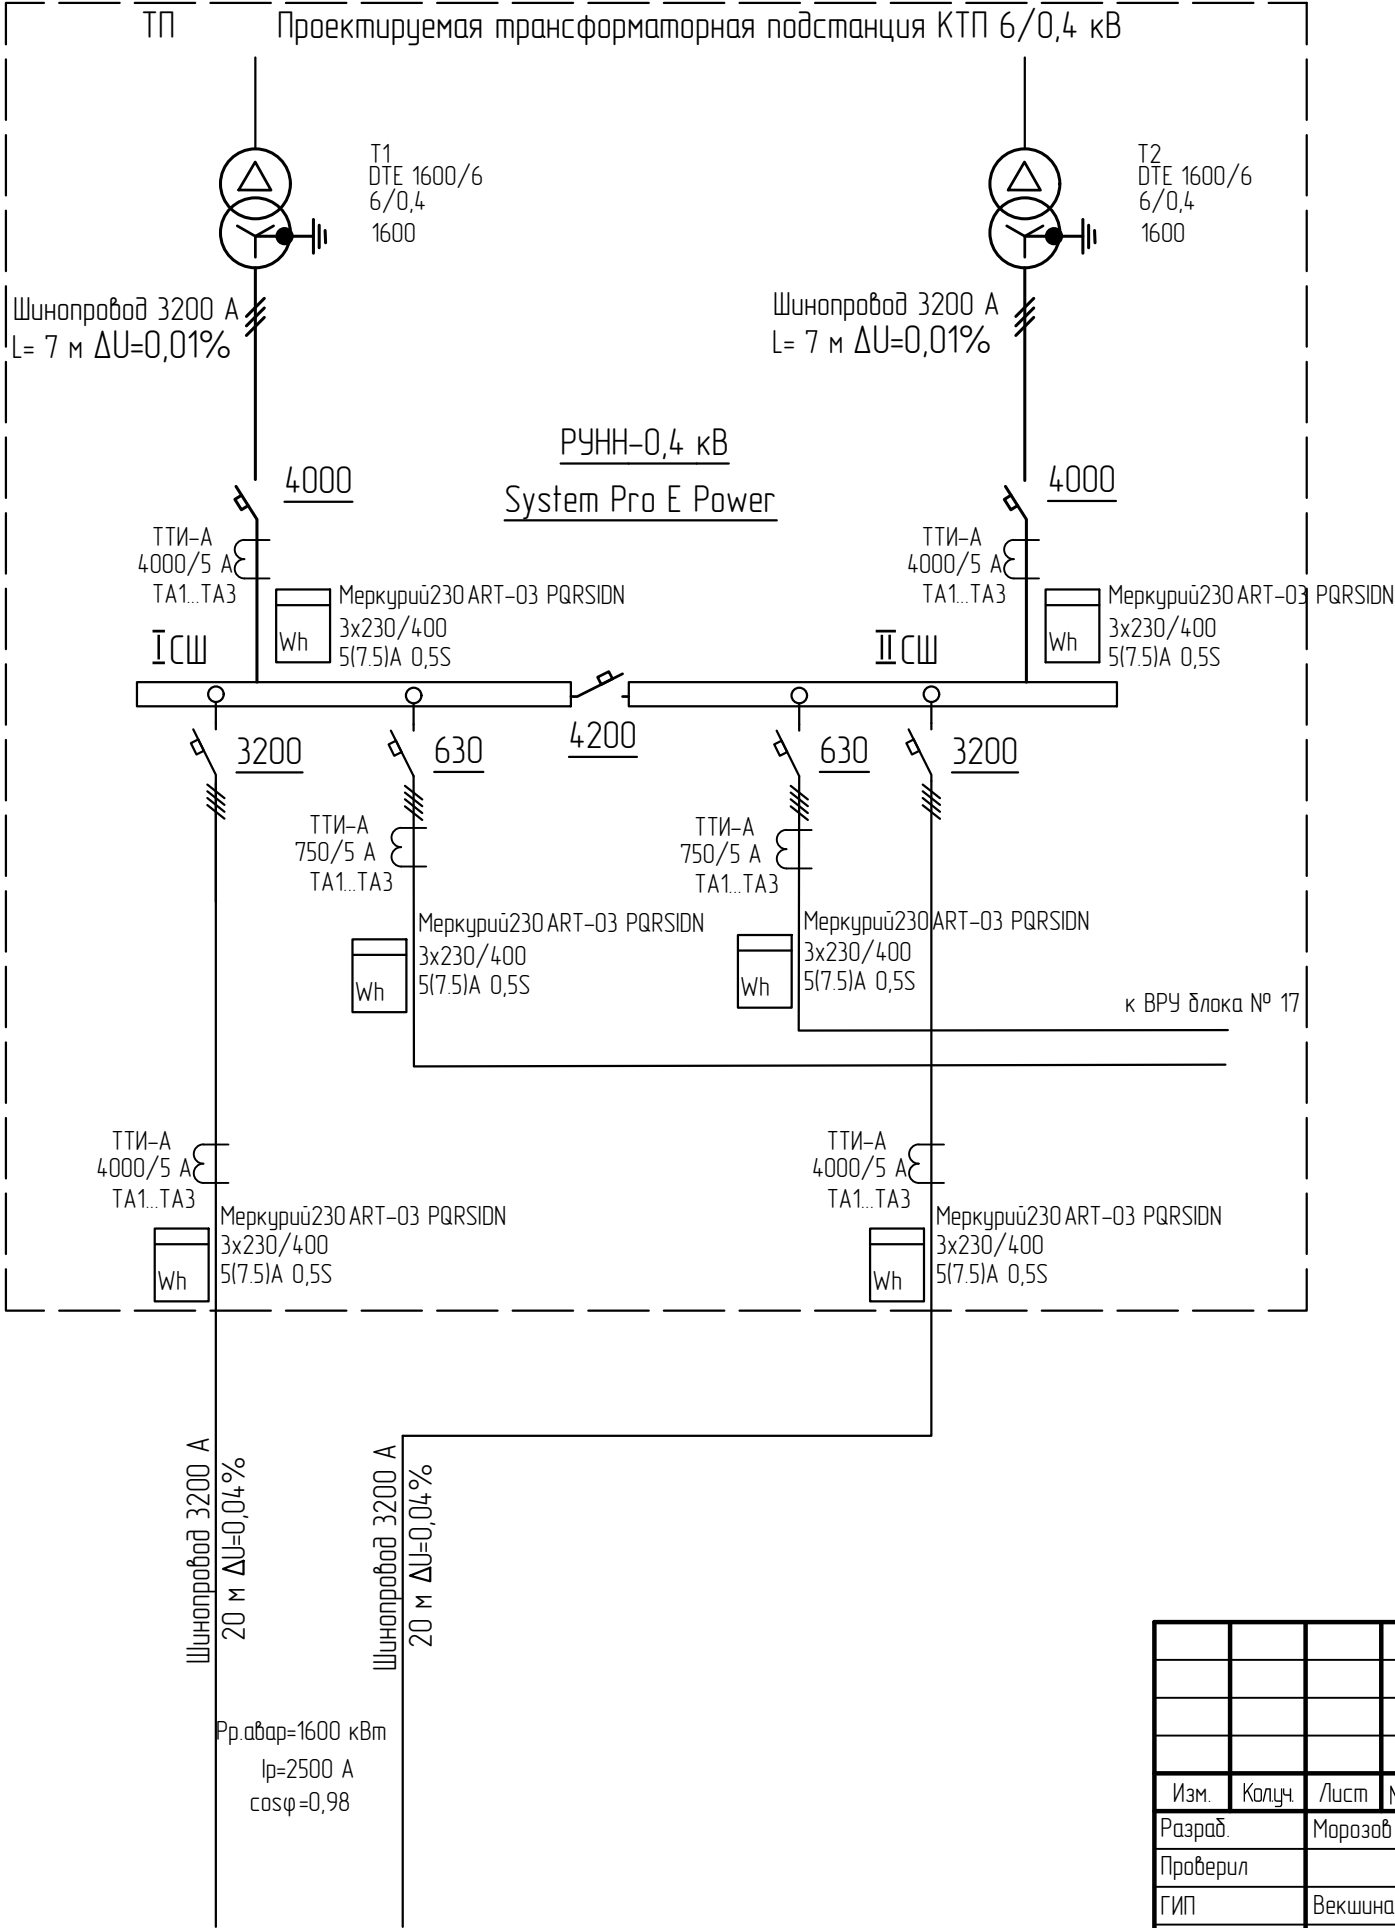 ТП
Проектируемая трансформаторная подстанция КТП 6/0,4 кВ
Т1
DTE 1600/6
6/0,4
1600
Т2
DTE 1600/6
6/0,4
1600
Шинопровод 3200 А
L= 7 м ΔU=0,01%
Шинопровод 3200 А
L= 7 м ΔU=0,01%
РУНН-0,4 кВ
System Pro E Power
4000
4000
ТТИ-А
4000/5 А
ТА1...ТА3
ТТИ-А
4000/5 А
ТА1...ТА3
Меркурий230 ART-03 PQRSIDN
3x230/400
5(7.5)А 0,5S
Wh
Меркурий230 ART-03 PQRSIDN
3x230/400
5(7.5)А 0,5S
Wh
I СШ
II СШ
3200
630
4200
630
3200
ТТИ-А
750/5 А
ТА1...ТА3
ТТИ-А
750/5 А
ТА1...ТА3
Меркурий230 ART-03 PQRSIDN
3x230/400
5(7.5)А 0,5S
Wh
Меркурий230 ART-03 PQRSIDN
3x230/400
5(7.5)А 0,5S
Wh
к ВРУ блока № 17
ТТИ-А
4000/5 А
ТА1...ТА3
ТТИ-А
4000/5 А
ТА1...ТА3
Меркурий230 ART-03 PQRSIDN
3x230/400
5(7.5)А 0,5S
Wh
Меркурий230 ART-03 PQRSIDN
3x230/400
5(7.5)А 0,5S
Wh
Шинопровод 3200 А
20 м ΔU=0,04%
Шинопровод 3200 А
20 м ΔU=0,04%
Рр.авар=1600 кВт
Iр=2500 А
cosφ=0,98
Изм. Кол.уч. Лист
Разраб. Морозов
Проверил
ГИП Векшина